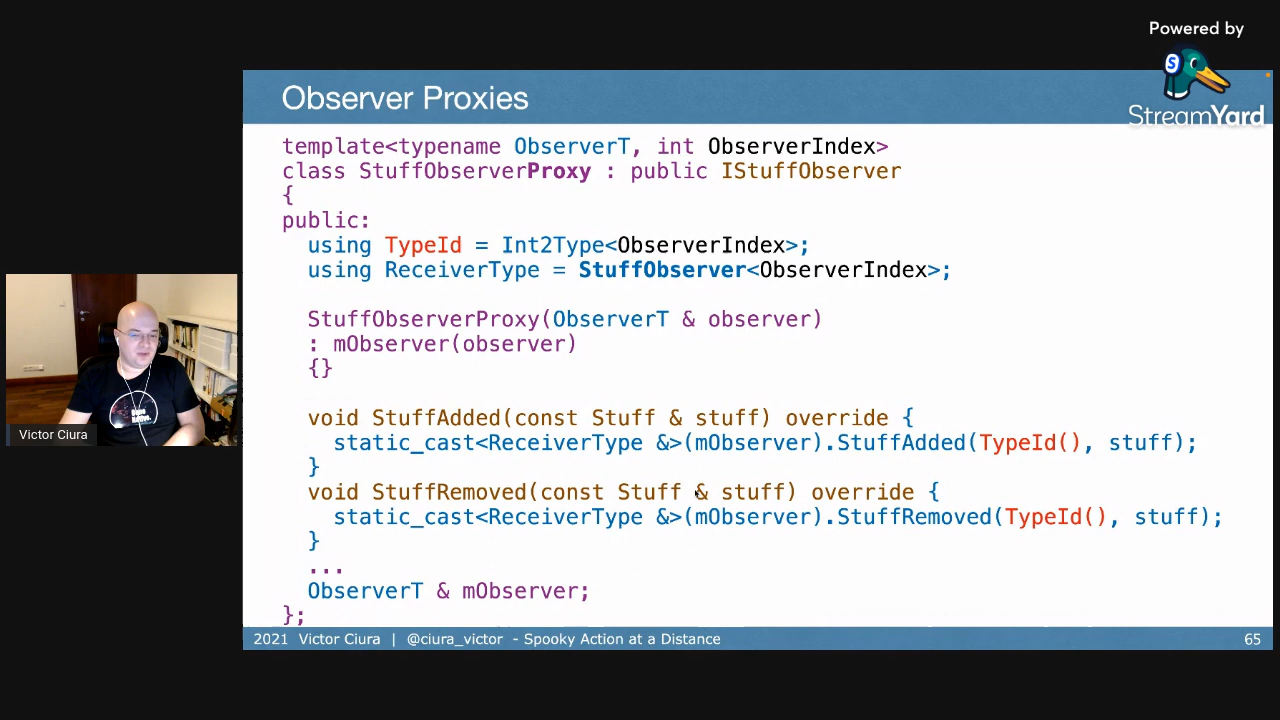 Powered by
StreamYard
Observer Proxies
template<typename ObserverT, int ObserverIndex>
class StuffObserverProxy : public IStuffObserver
{
public:
using TypeId = Int2Type<ObserverIndex>;
using ReceiverType = StuffObserver<ObserverIndex>;
StuffObserverProxy(ObserverT & observer)
: mObserver(observer)
{}
void StuffAdded(const Stuff & stuff) override {
static_cast<ReceiverType &>(mObserver).StuffAdded(TypeId(), stuff);
}
void StuffRemoved(const Stuff & stuff) override {
static_cast<ReceiverType &>(mObserver).StuffRemoved(TypeId(), stuff);
}
...
ObserverT & mObserver;
};
Victor Ciura
2021 Victor Ciura | @ciura_victor - Spooky Action at a Distance
65